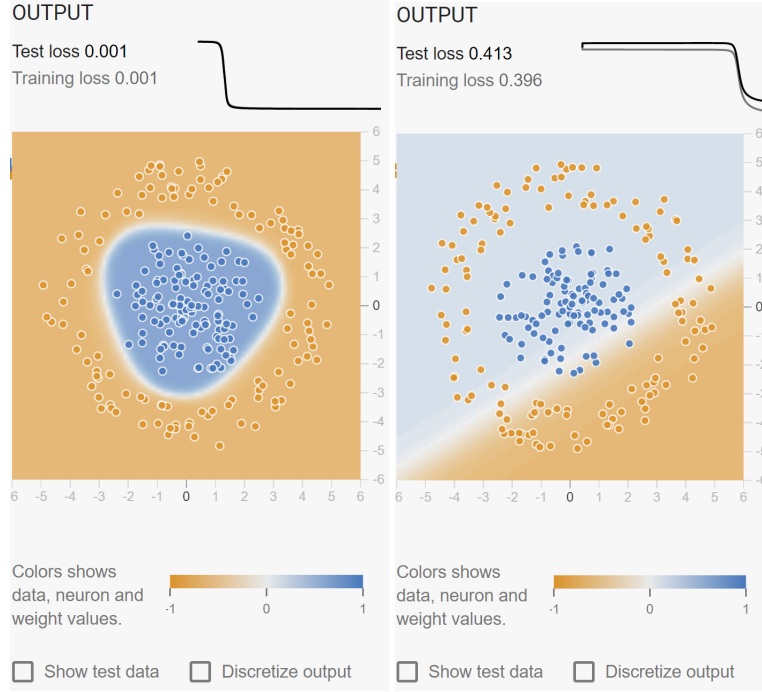 OUTPUT
Test loss 0.001
Training loss 0.001
6
5
4
3
2
1
0
-1
-2
-3
-4
-5
-6
6 -5 -4 -3 -2 -1 0 1 2 3 4 5 6
Colors shows
data, neuron and
weight values.
-1 0 1
Show test data Discretize output
OUTPUT
Test loss 0.413
Training loss 0.396
6
5
4
3
2
1
0
-1
-2
-3
-4
-5
-6 -5 -4 -3 -2 -1 0 1 2 3 4 5 6
Colors shows
data, neuron and
weight values.
-1 0 1
Show test data Discretize output